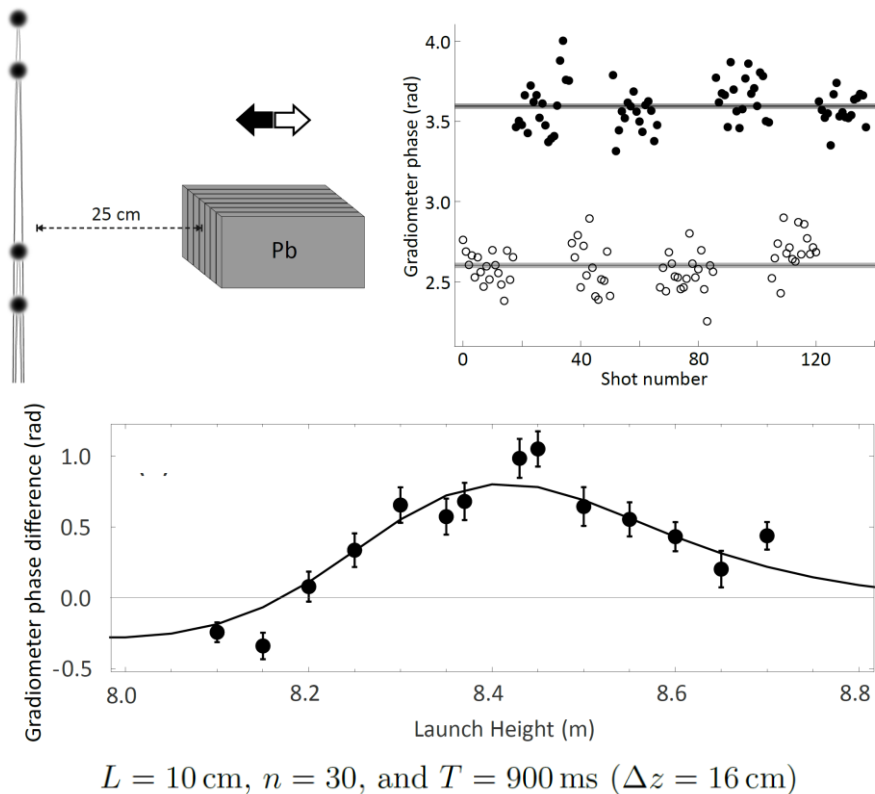 25 cm
Pb
Gradiometer phase (rad)
4.0
3.5
3.0
2.5
0
40
80
120
Shot number
Gradiometer phase difference (rad)
1.0
0.5
0.0
-0.5
8.0
8.2
8.4
8.6
8.8
Launch Height (m)
L = 10 cm, n = 30, and T = 900 ms (Δz = 16 cm)